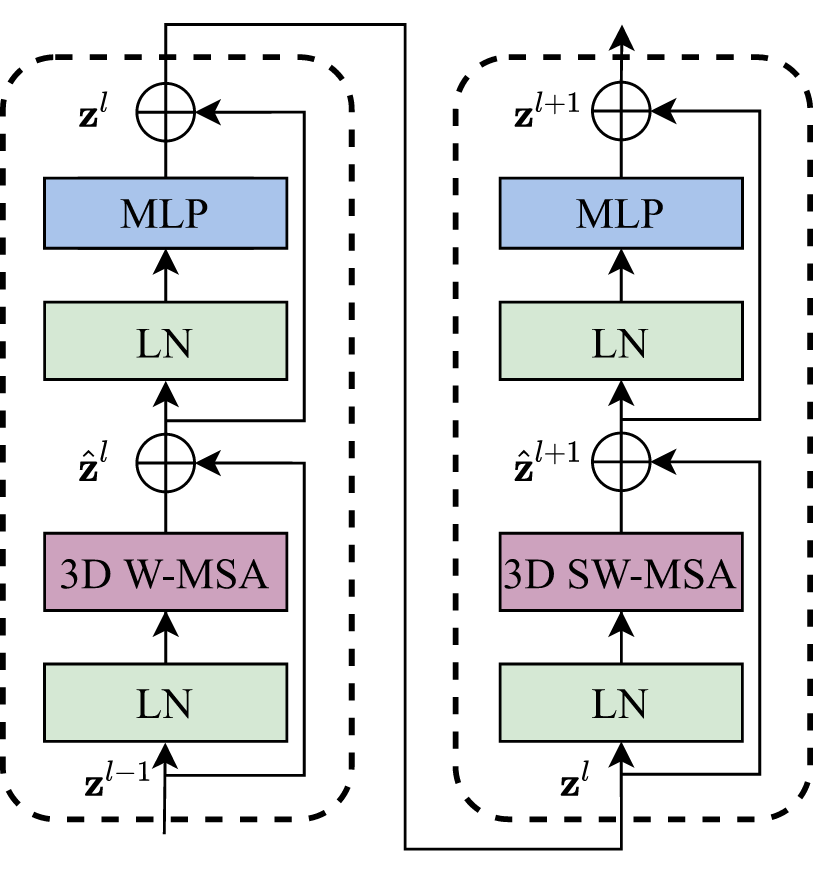 𝐳^l
MLP
LN
𝐳̂^l
3D W-MSA
LN
𝐳^{l−1}
𝐳^{l+1}
MLP
LN
𝐳̂^{l+1}
3D SW-MSA
LN
𝐳^l